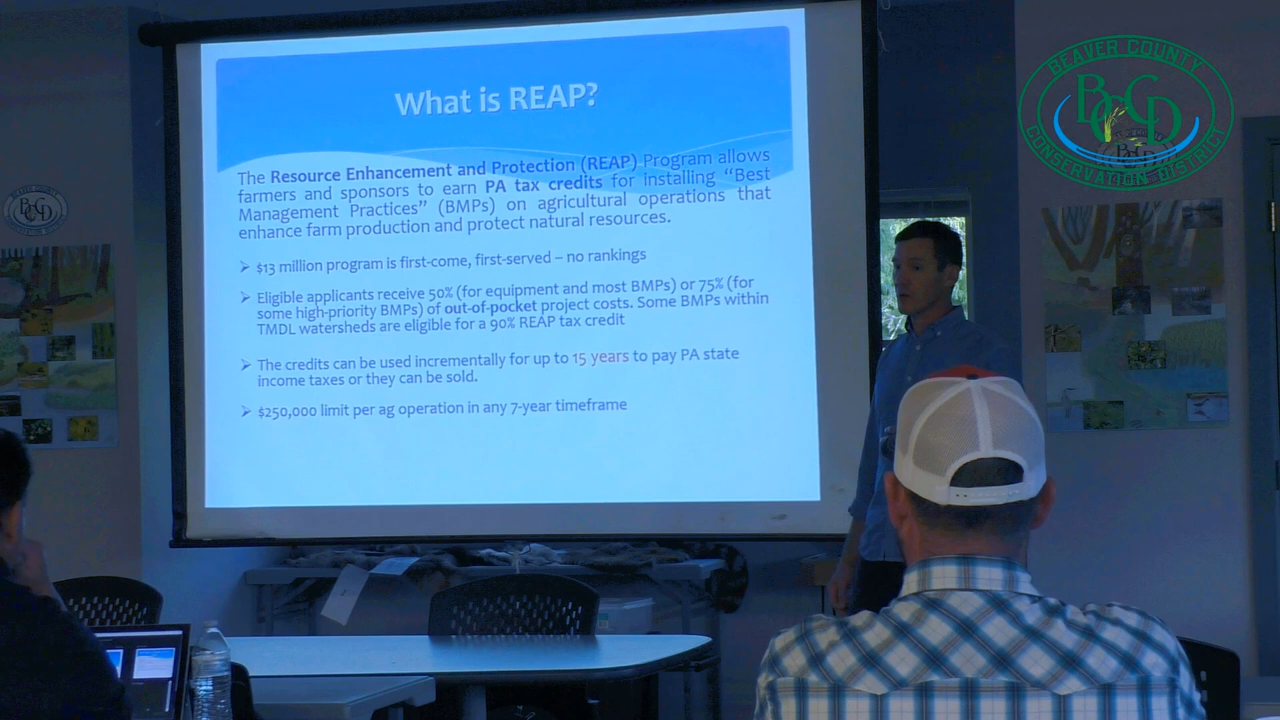 What is REAP?
The Resource Enhancement and Protection (REAP) Program allows
farmers and sponsors to earn PA tax credits for installing “Best
Management Practices” (BMPs) on agricultural operations that
enhance farm production and protect natural resources.
➢ $13 million program is first-come, first-served – no rankings
➢ Eligible applicants receive 50% (for equipment and most BMPs) or 75% (for
some high-priority BMPs) of out-of-pocket project costs. Some BMPs within
TMDL watersheds are eligible for a 90% REAP tax credit
➢ The credits can be used incrementally for up to 15 years to pay PA state
income taxes or they can be sold.
➢ $250,000 limit per ag operation in any 7-year timeframe
BEAVER COUNTY
BCCD
CONSERVATION DISTRICT
BCCD
BCCD